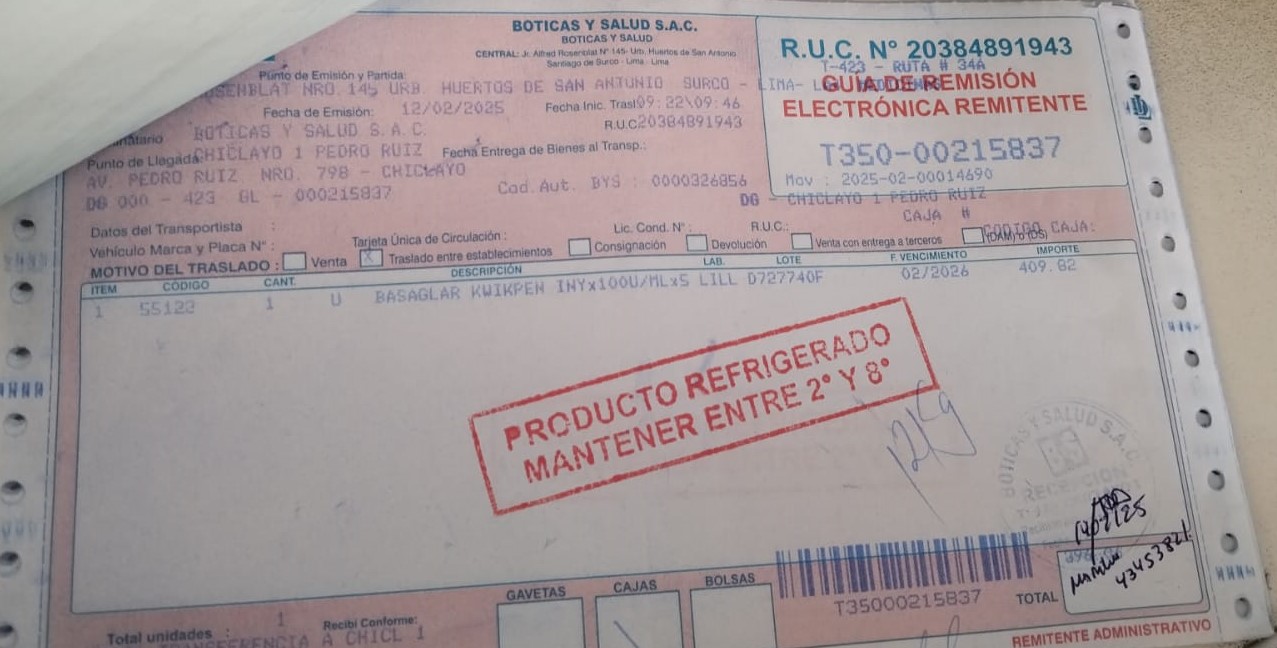 BOTICAS Y SALUD S.A.C.
BOTICAS Y SALUD
CENTRAL: Jr. Alfred Rosenblat N° 145- Urb. Huertos de San Antonio
Santiago de Surco - Lima - Lima
R.U.C. N° 20384891943
T-423 - RUTA # 34A
GUIA DE REMISIÓN
ELECTRÓNICA REMITENTE
T350-00215837
Mov : 2025-02-00014690
Punto de Emisión y Partida:
OSENBLAT NRO. 145 URB. HUERTOS DE SAN ANTONIO SURCO - LIMA-
Fecha de Emisión: 12/02/2025 Fecha Inic. Trasl 09:22\09:46
natario BOTICAS Y SALUD S.A.C. R.U.C 20384891943
Punto de Llegada: CHICLAYO 1 PEDRO RUIZ Fecha Entrega de Bienes al Transp.:
AV. PEDRO RUIZ NRO. 798 - CHICLAYO Cod. Aut. BYS : 0000326856
DG 000 - 423 GL - 000215837 DG - CHICLAYO 1 PEDRO RUIZ
Datos del Transportista : Lic. Cond. N° : R.U.C.: CAJA #
Vehículo Marca y Placa N° : Tarjeta Única de Circulación : CAJA:
MOTIVO DEL TRASLADO : Venta X Traslado entre establecimientos Consignación Devolución Venta con entrega a terceros (DAM) o (DS)
ITEM CÓDIGO CANT. DESCRIPCIÓN LAB. LOTE F. VENCIMIENTO IMPORTE
1 55123 1 U BASAGLAR KWIKPEN INYx100U/MLx5 LILL D727740F 02/2026 409.82
PRODUCTO REFRIGERADO
MANTENER ENTRE 2° Y 8°
BOTICAS Y SALUD S.A.C.
RECEPCIÓN
43453821
GAVETAS CAJAS BOLSAS
T35000215837
TOTAL
Total unidades : 1 Recibi Conforme:
TRANSFERENCIA A CHICL 1
REMITENTE ADMINISTRATIVO